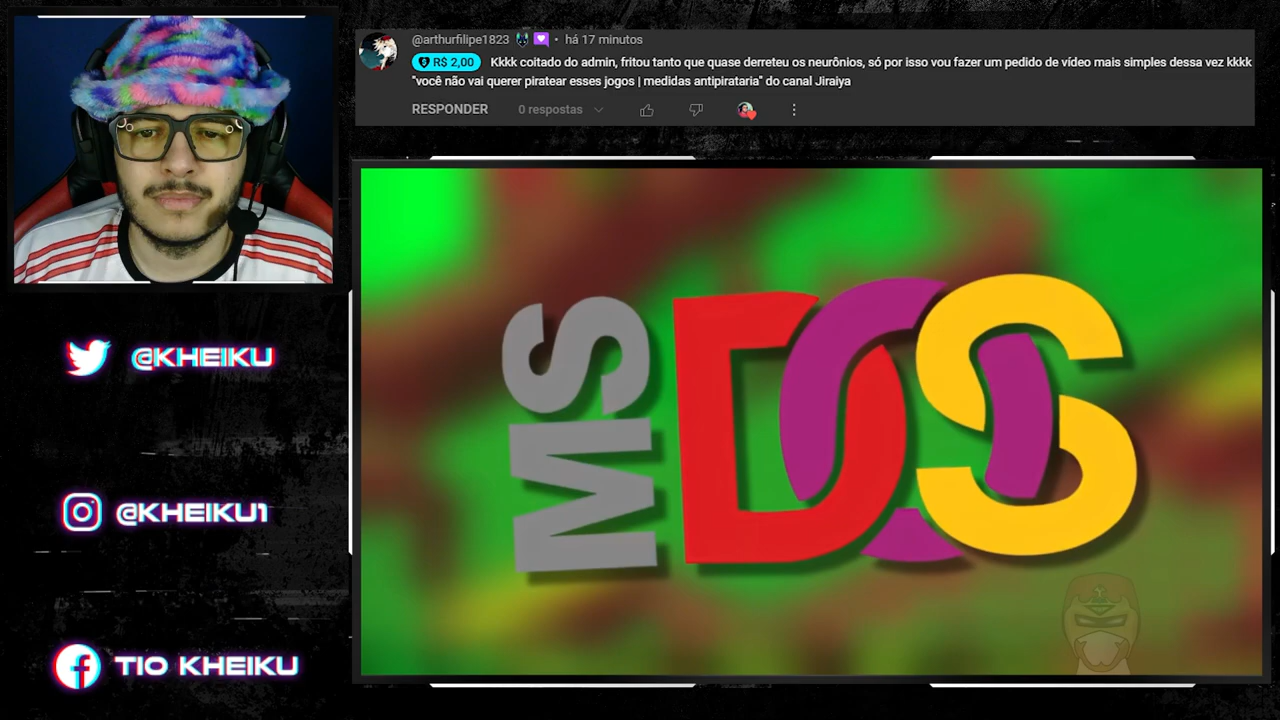 @arthurfilipe1823 • há 17 minutos
R$ 2,00 Kkkk coitado do admin, fritou tanto que quase derreteu os neurônios, só por isso vou fazer um pedido de vídeo mais simples dessa vez kkkk
"você não vai querer piratear esses jogos | medidas antipirataria" do canal Jiraiya
RESPONDER 0 respostas
MS DOS
@KHEIKU
@KHEIKU1
TIO KHEIKU